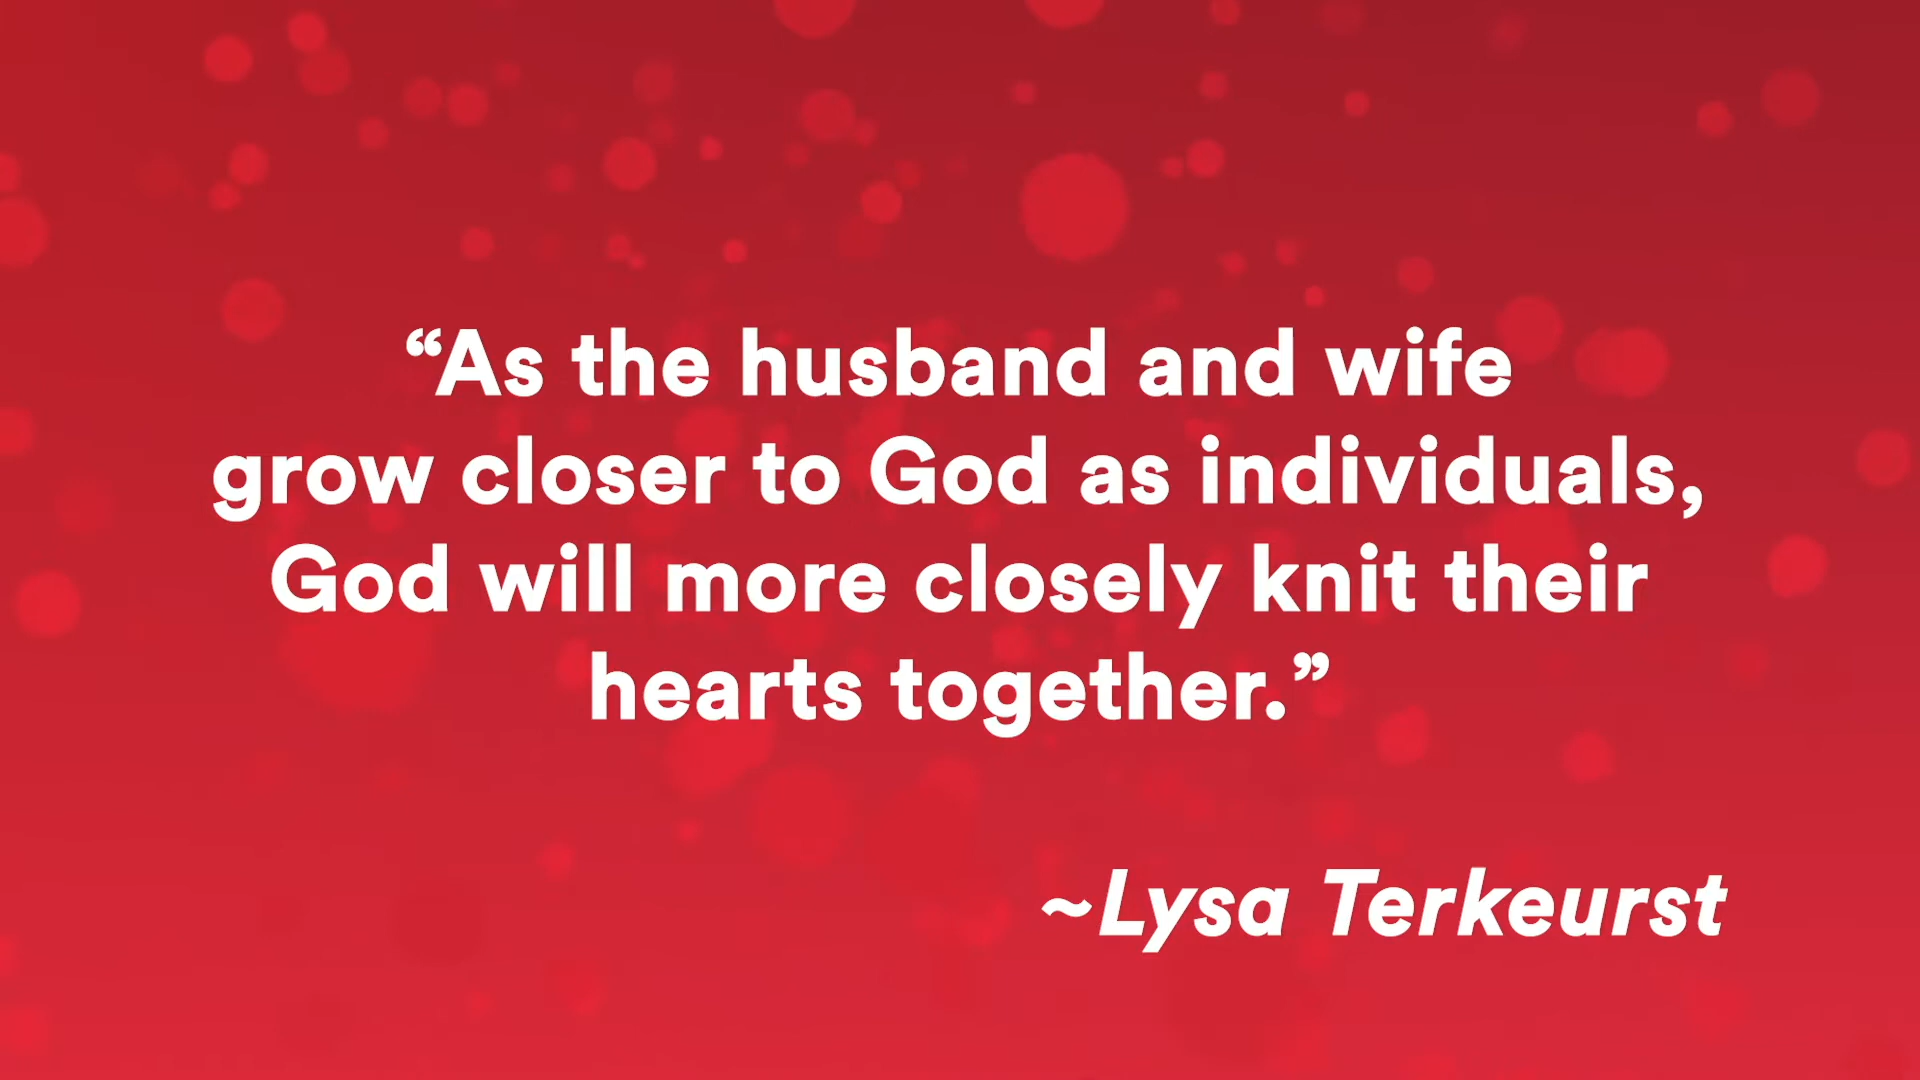 “As the husband and wife
grow closer to God as individuals,
God will more closely knit their
hearts together.”
~Lysa Terkeurst